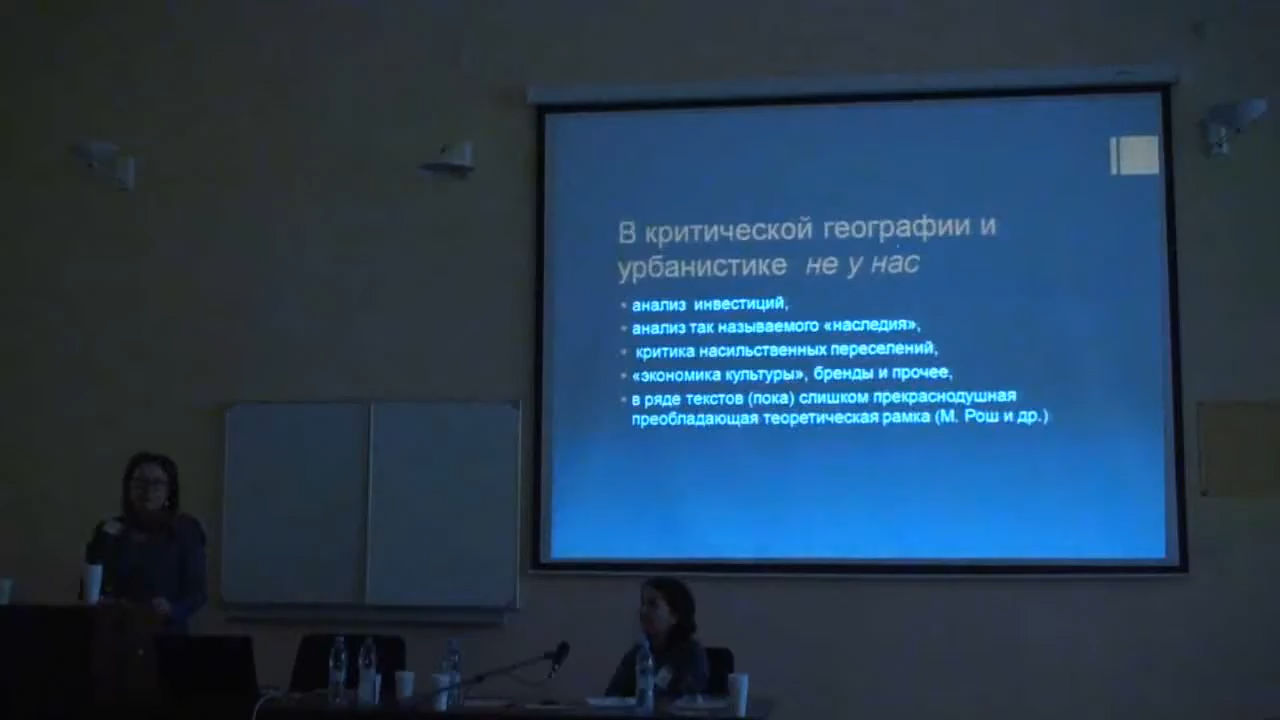 В критической географии и
урбанистике не у нас
• анализ инвестиций,
• анализ так называемого «наследия»,
• критика насильственных переселений,
• «экономика культуры», бренды и прочее,
• в ряде текстов (пока) слишком прекраснодушная
преобладающая теоретическая рамка (М. Рош и др.)